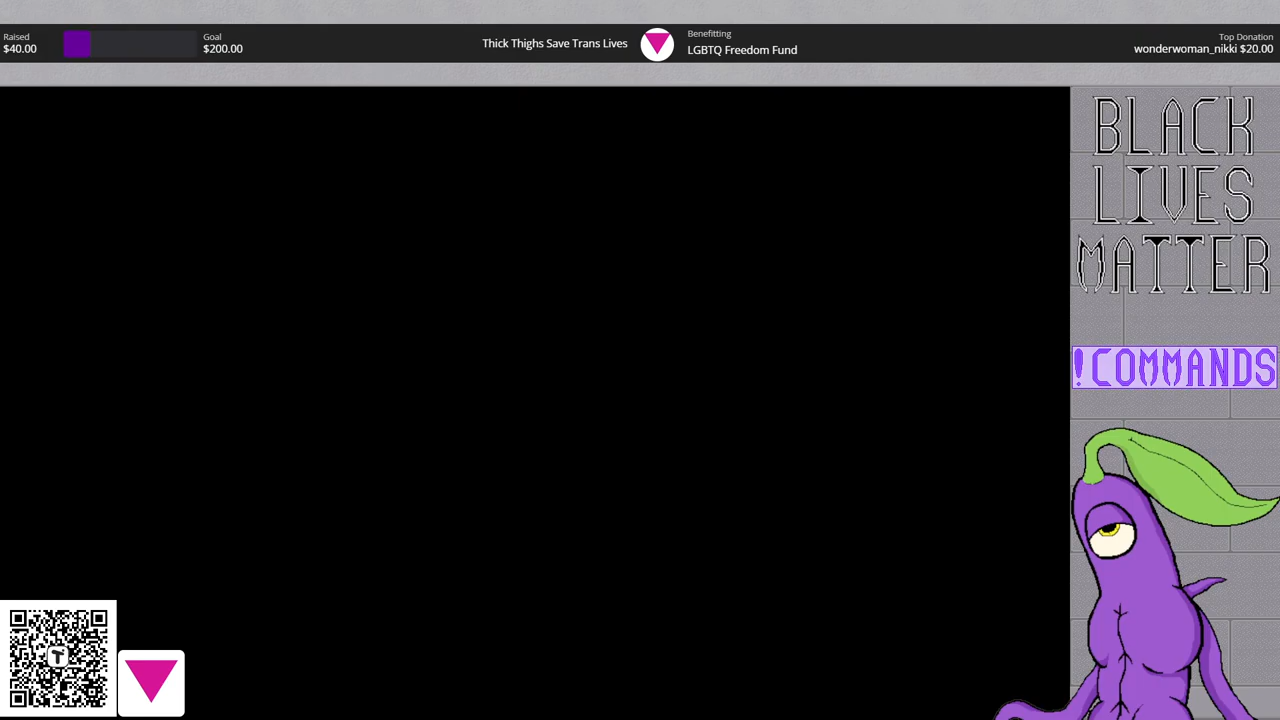 Raised
$40.00
Goal
$200.00
Thick Thighs Save Trans Lives
Benefitting
LGBTQ Freedom Fund
Top Donation
wonderwoman_nikki $20.00
BLACK
LIVES
MATTER
!COMMANDS
T